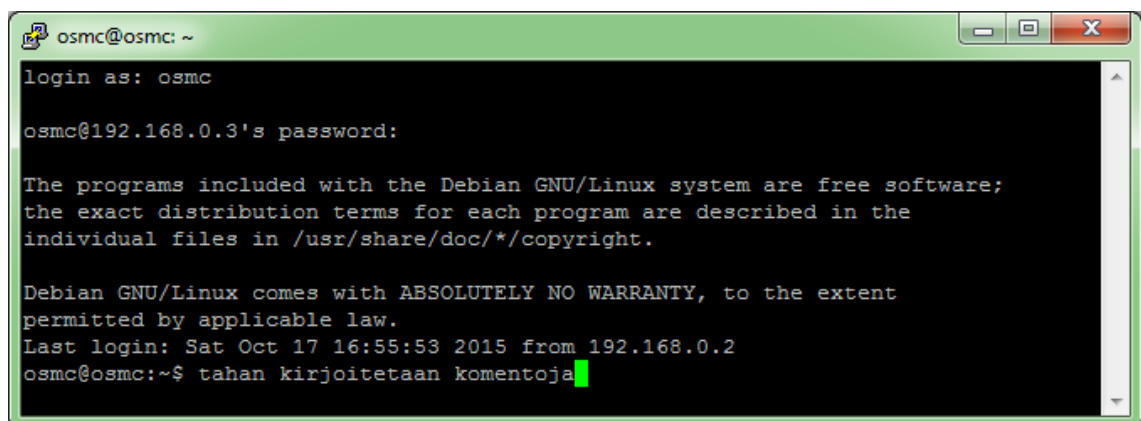 osmc@osmc: ~
login as: osmc
osmc@192.168.0.3's password:
The programs included with the Debian GNU/Linux system are free software;
the exact distribution terms for each program are described in the
individual files in /usr/share/doc/*/copyright.
Debian GNU/Linux comes with ABSOLUTELY NO WARRANTY, to the extent
permitted by applicable law.
Last login: Sat Oct 17 16:55:53 2015 from 192.168.0.2
osmc@osmc:~$ tahan kirjoitetaan komentoja